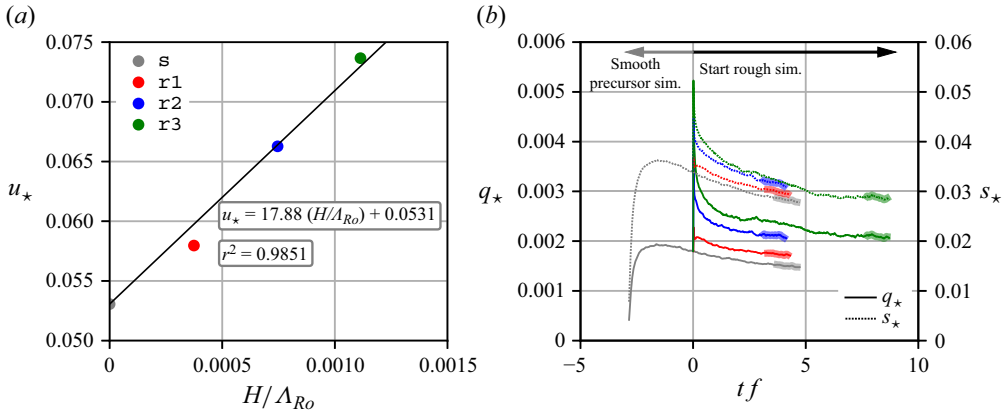 (a)
0.075
0.070
0.065
0.060
0.055
0.050
u⋆
s
r1
r2
r3
u⋆ = 17.88 (H/Λ_Ro) + 0.0531
r² = 0.9851
0 0.0005 0.0010 0.0015
H/Λ_Ro
(b)
0.006
0.005
0.004
0.003
0.002
0.001
0
q⋆
Smooth
precursor sim.
Start rough sim.
q⋆
s⋆
0.06
0.05
0.04
0.03
0.02
0.01
0
s⋆
−5 0 5 10
tf